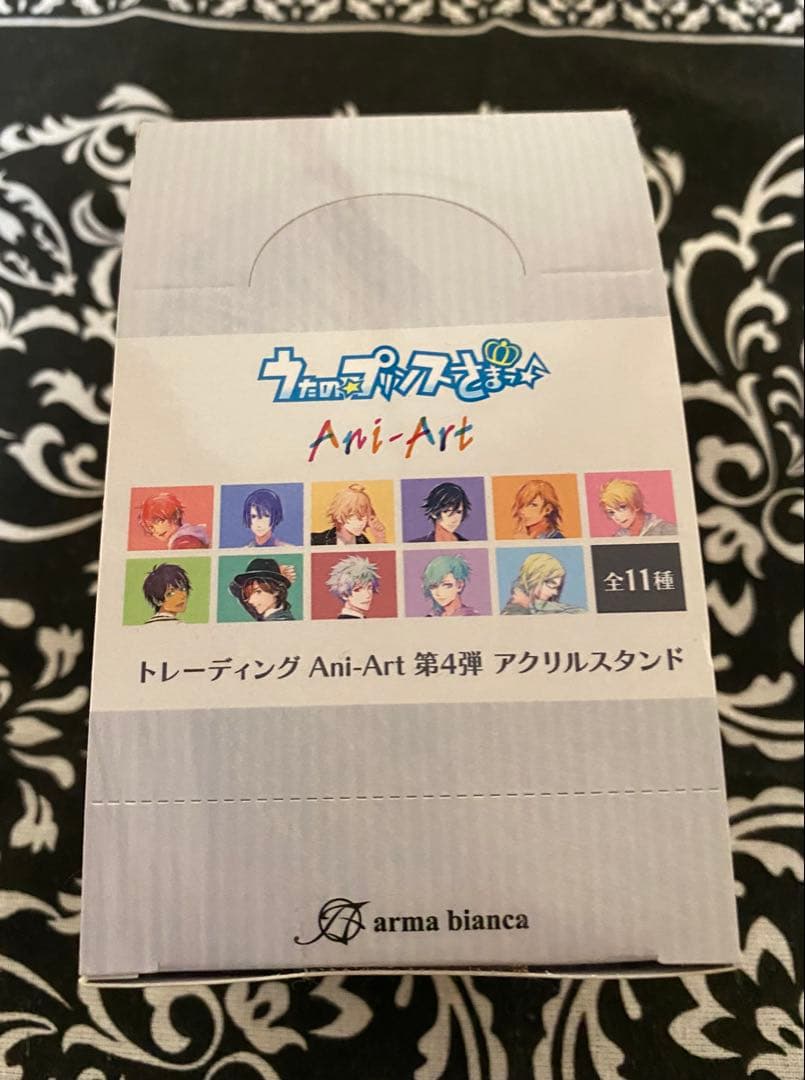 うたの☆プリンスさまっ♪
Ani-Art
全11種
トレーディング Ani-Art 第4弾 アクリルスタンド
arma bianca